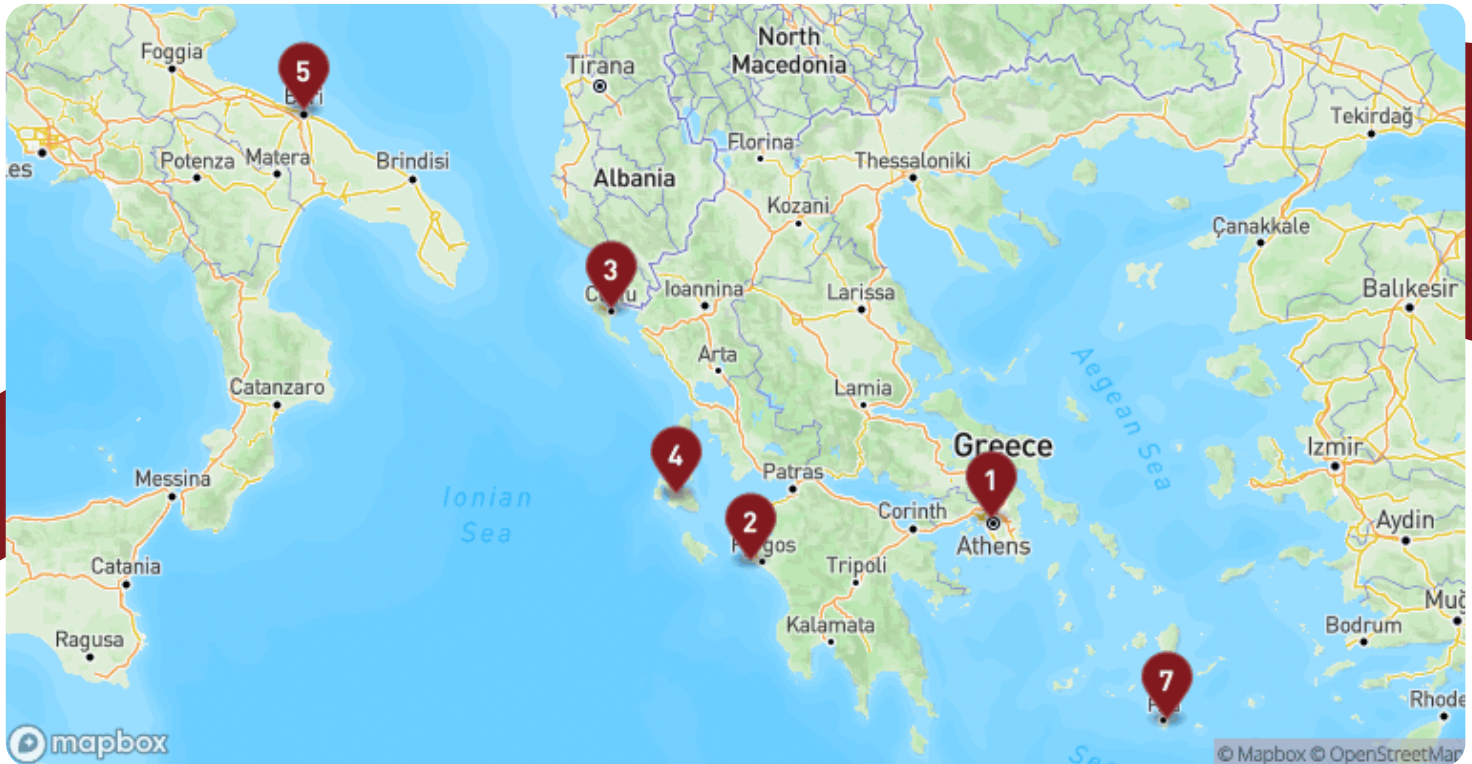 Foggia
5
Tirana
North
Macedonia
Tekirdağ
Florina
Potenza
Matera
Brindisi
Thessaloniki
es
Albania
Kozani
Çanakkale
3
Ioannina
Larissa
Balıkesir
Arta
Aegean Sea
Catanzaro
Lamia
Greece
4
Izmir
Messina
Patras
1
Ionian
Sea
2
Corinth
Aydin
Athens
Catania
Tripoli
Muğ
Ragusa
Kalamata
Bodrum
7
Rhode
mapbox
© Mapbox © OpenStreetMap